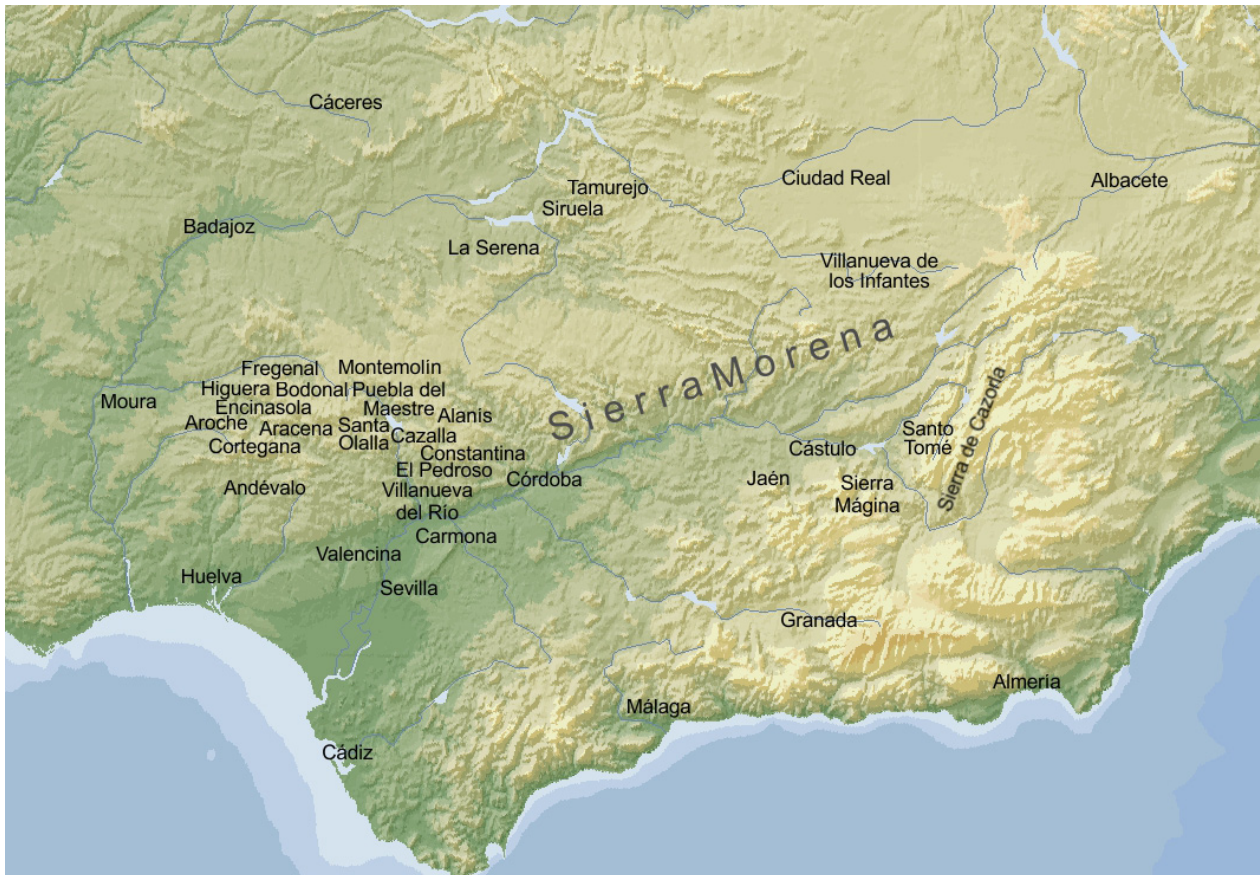 Cáceres
Tamurejo
Ciudad Real
Albacete
Siruela
Badajoz
La Serena
Villanueva de
los Infantes
Sierra Morena
Fregenal
Montemolín
Higuera
Bodonal
Puebla del
Maestre
Moura
Encinasola
Alanís
Aroche
Aracena
Santa
Olalla
Cazalla
Cortegana
Constantina
El Pedroso
Andévalo
Villanueva
del Río
Córdoba
Cástulo
Santo
Tomé
Sierra de Cazorla
Jaén
Sierra
Mágina
Carmona
Valencina
Huelva
Sevilla
Granada
Almería
Málaga
Cádiz